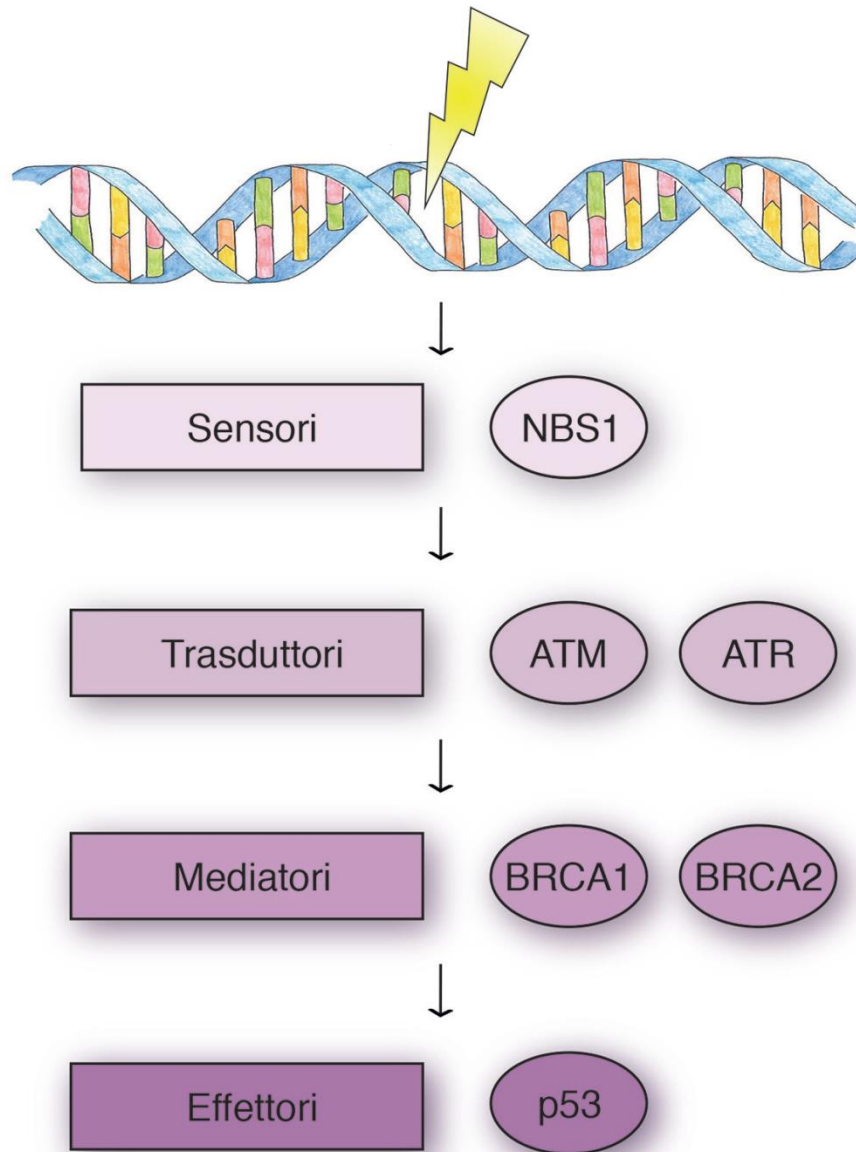 Sensori NBS1
Trasduttori ATM ATR
Mediatori BRCA1 BRCA2
Effettori p53